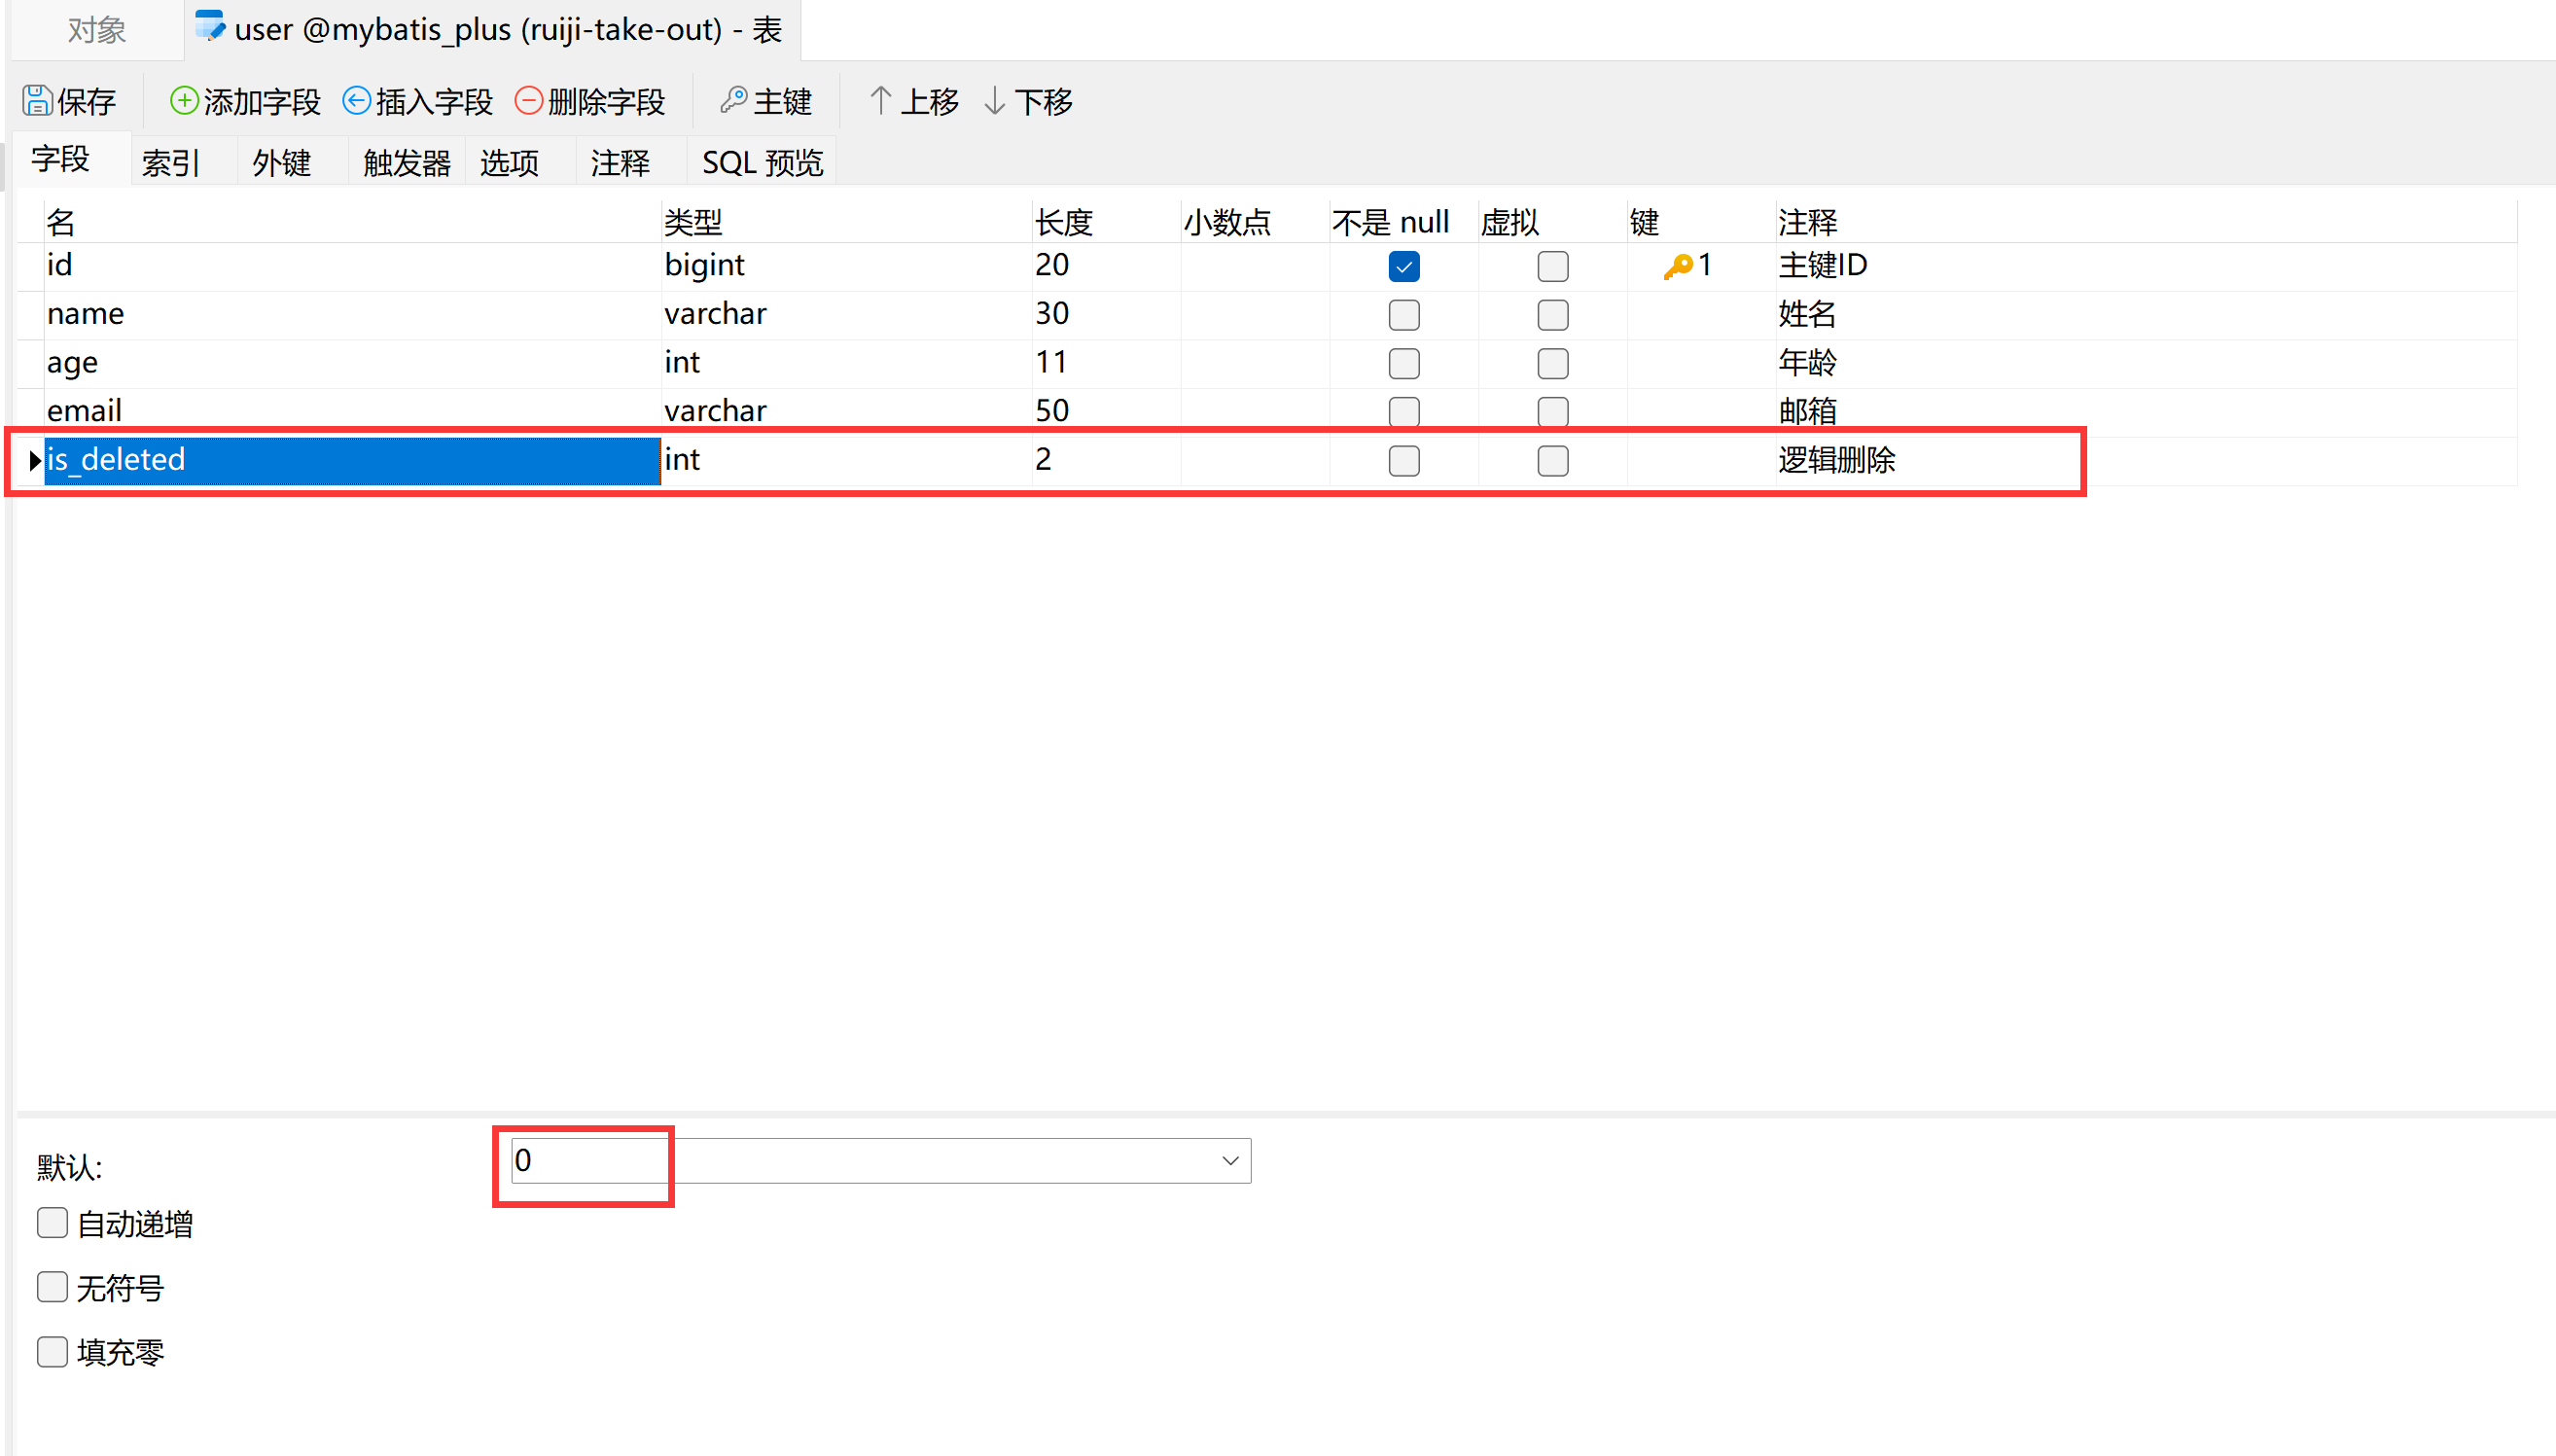 对象 user @mybatis_plus (ruiji-take-out) - 表
保存 添加字段 插入字段 删除字段 主键 上移 下移
字段 索引 外键 触发器 选项 注释 SQL 预览
名 类型 长度 小数点 不是 null 虚拟 键 注释
id bigint 20 1 主键ID
name varchar 30 姓名
age int 11 年龄
email varchar 50 邮箱
is_deleted int 2 逻辑删除
默认: 0
自动递增
无符号
填充零